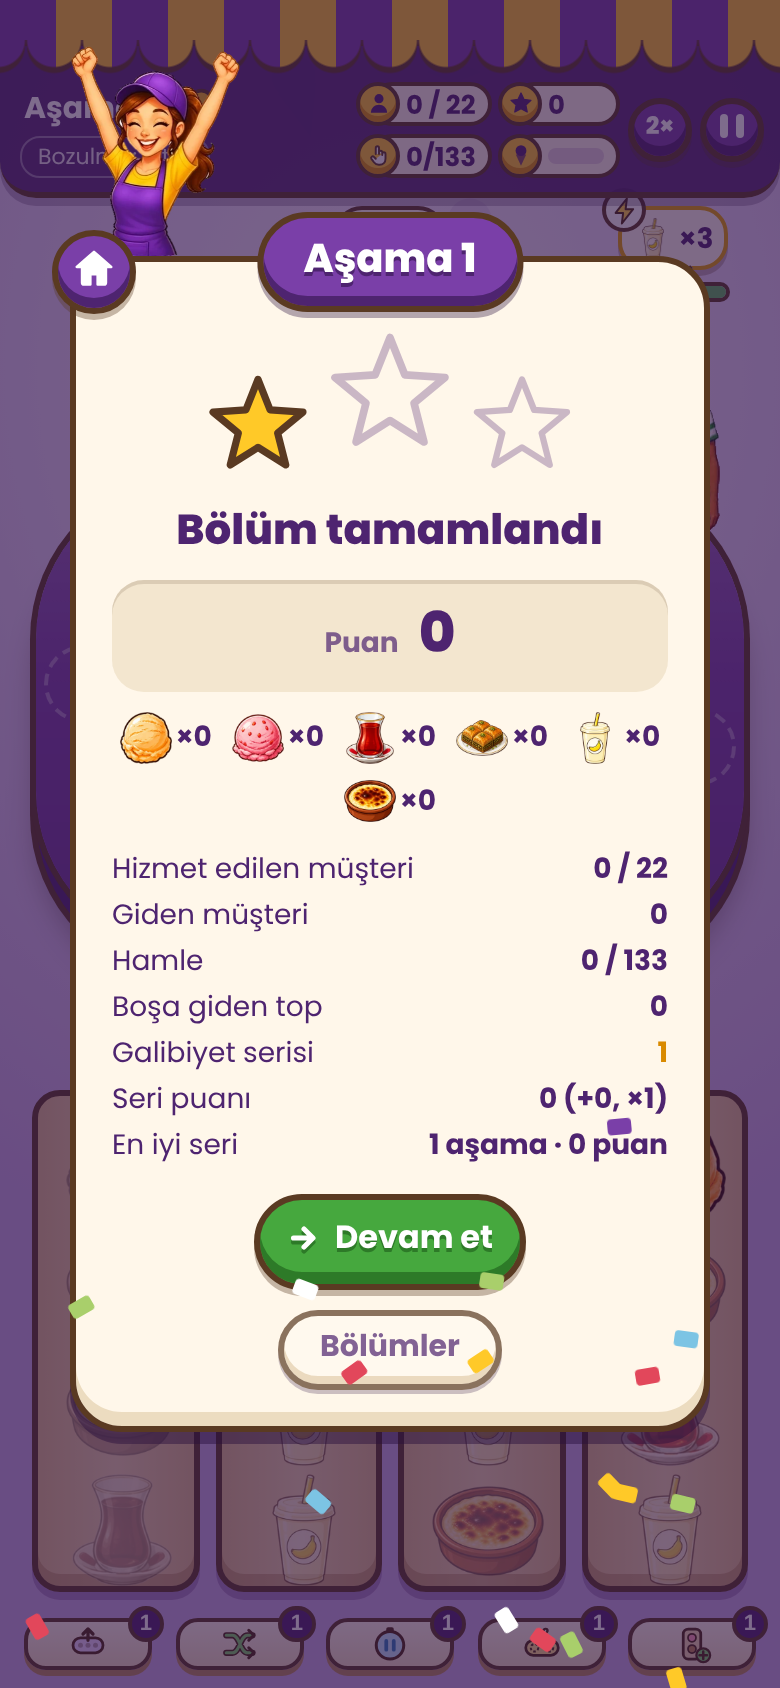 0 / 22
0
2×
0/133
×3
Aşama 1
Bölüm tamamlandı
Puan 0
×0 ×0 ×0 ×0 ×0
×0
Hizmet edilen müşteri 0 / 22
Giden müşteri 0
Hamle 0 / 133
Boşa giden top 0
Galibiyet serisi 1
Seri puanı 0 (+0, ×1)
En iyi seri 1 aşama · 0 puan
Devam et
Bölümler
1 1 1 1 1